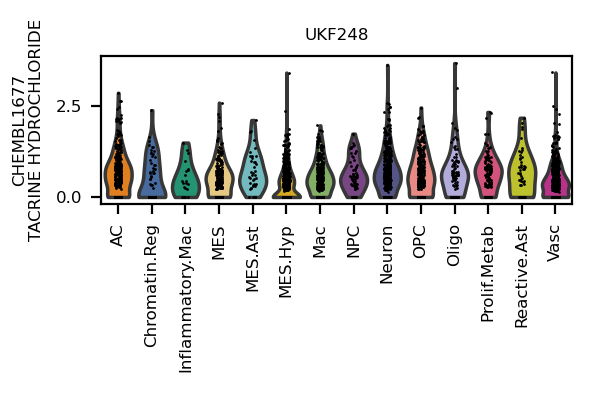 UKF248
CHEMBL1677
TACRINE HYDROCHLORIDE
2.5
0.0
AC
Chromatin.Reg
Inflammatory.Mac
MES
MES.Ast
MES.Hyp
Mac
NPC
Neuron
OPC
Oligo
Prolif.Metab
Reactive.Ast
Vasc